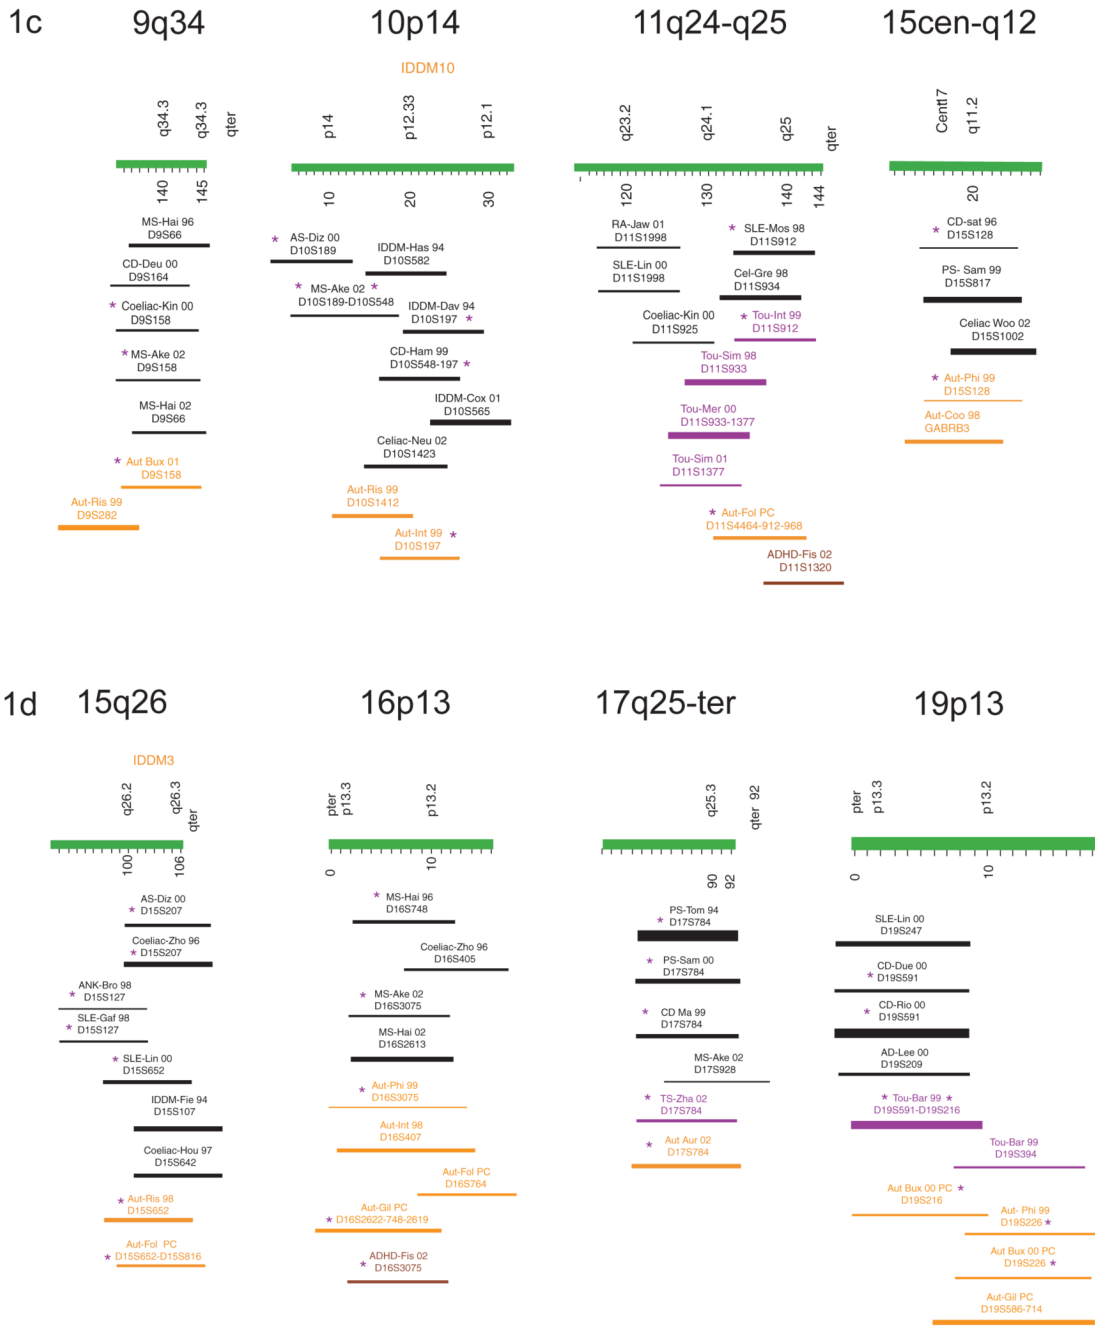 1c
9q34
10p14
11q24-q25
15cen-q12
IDDM10
q34.3
q34.3
qter
140
145
MS-Hai 96
D9S66
CD-Deu 00
D9S164
* Coeliac-Kin 00
D9S158
* MS-Ake 02
D9S158
MS-Hai 02
D9S66
* Aut Bux 01
D9S158
Aut-Ris 99
D9S282
p14
p12.33
p12.1
10
20
30
* AS-Diz 00
D10S189
IDDM-Has 94
D10S582
* MS-Ake 02 *
D10S189-D10S548
IDDM-Dav 94
D10S197 *
CD-Ham 99
D10S548-197 *
IDDM-Cox 01
D10S565
Celiac-Neu 02
D10S1423
Aut-Ris 99
D10S1412
Aut-Int 99 *
D10S197
q23.2
q24.1
q25
qter
120
130
140
144
RA-Jaw 01
D11S1998
* SLE-Mos 98
D11S912
SLE-Lin 00
D11S1998
Cel-Gre 98
D11S934
Coeliac-Kin 00
D11S925
* Tou-Int 99
D11S912
Tou-Sim 98
D11S933
Tou-Mer 00
D11S933-1377
Tou-Sim 01
D11S1377
* Aut-Fol PC
D11S4464-912-968
ADHD-Fis 02
D11S1320
Cent17
q11.2
20
* CD-sat 96
D15S128
PS- Sam 99
D15S817
Celiac Woo 02
D15S1002
* Aut-Phi 99
D15S128
Aut-Coo 98
GABRB3
1d
15q26
16p13
17q25-ter
19p13
IDDM3
q26.2
q26.3
qter
100
106
AS-Diz 00
* D15S207
Coeliac-Zho 96
* D15S207
ANK-Bro 98
* D15S127
SLE-Gaf 98
* D15S127
* SLE-Lin 00
D15S652
IDDM-Fie 94
D15S107
Coeliac-Hou 97
D15S642
* Aut-Ris 98
D15S652
Aut-Fol PC
* D15S652-D15S816
pter
p13.3
p13.2
0
10
* MS-Hai 96
D16S748
Coeliac-Zho 96
D16S405
* MS-Ake 02
D16S3075
MS-Hai 02
D16S2613
* Aut-Phi 99
D16S3075
Aut-Int 98
D16S407
Aut-Fol PC
D16S764
Aut-Gil PC
* D16S2622-748-2619
ADHD-Fis 02
* D16S3075
q25.3
qter 92
90
92
PS-Tom 94
* D17S784
* PS-Sam 00
D17S784
* CD Ma 99
D17S784
MS-Ake 02
D17S928
* TS-Zha 02
D17S784
* Aut Aur 02
D17S784
pter
p13.3
p13.2
0
10
SLE-Lin 00
D19S247
CD-Due 00
* D19S591
CD-Rio 00
* D19S591
AD-Lee 00
D19S209
* Tou-Bar 99 *
D19S591-D19S216
Tou-Bar 99
D19S394
Aut Bux 00 PC *
D19S216
Aut- Phi 99
D19S226 *
Aut Bux 00 PC
D19S226 *
Aut-Gil PC
D19S586-714